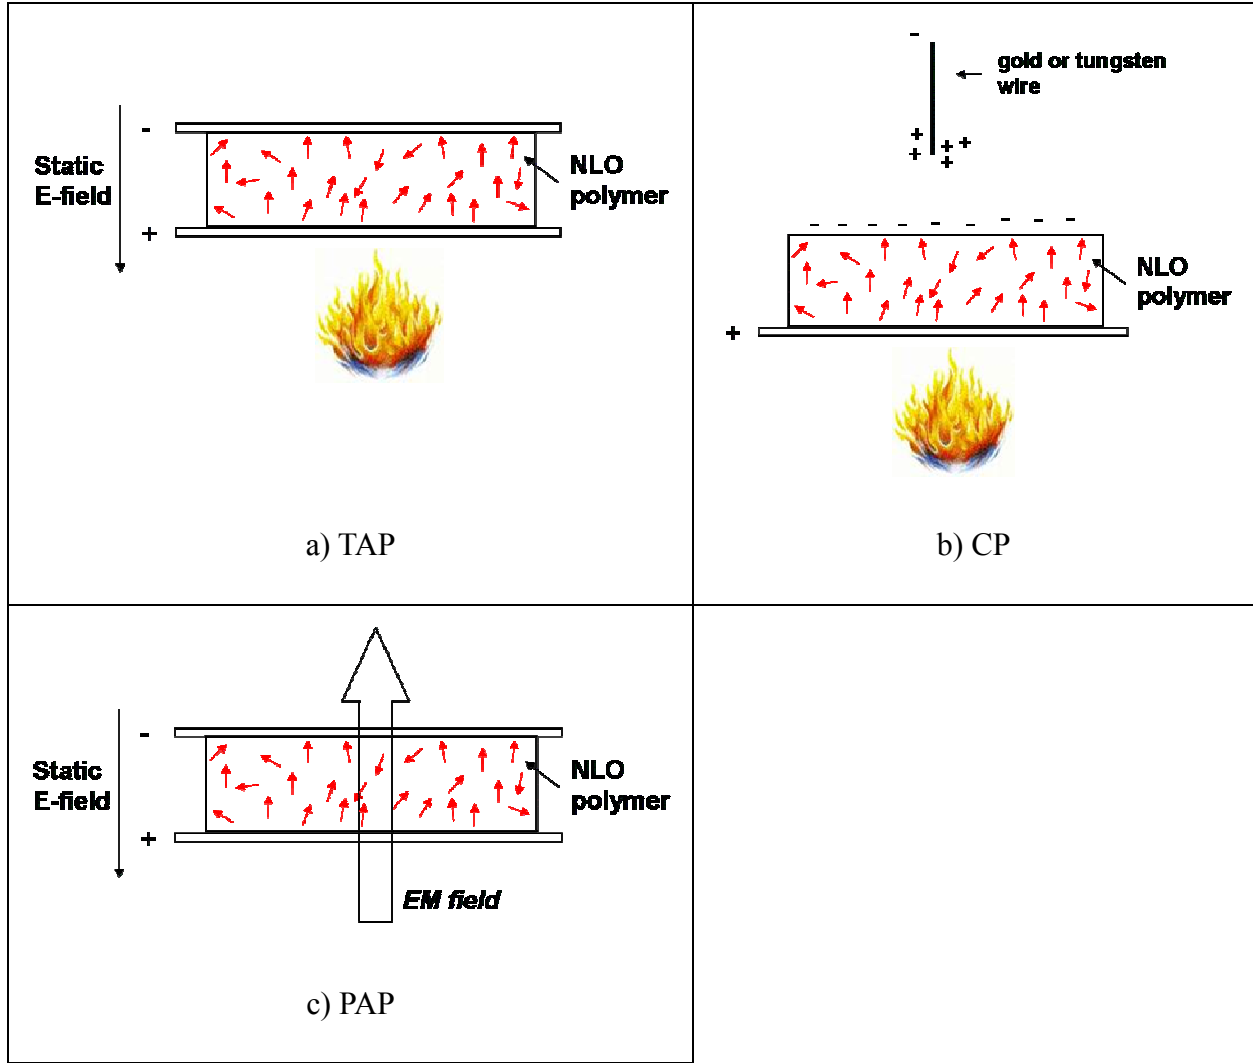 -
Static
E-field
+
NLO
polymer
a) TAP
-
gold or tungsten
wire
+ + +
+ +
- - - - - - - - -
NLO
polymer
+
b) CP
-
Static
E-field
+
NLO
polymer
EM field
c) PAP